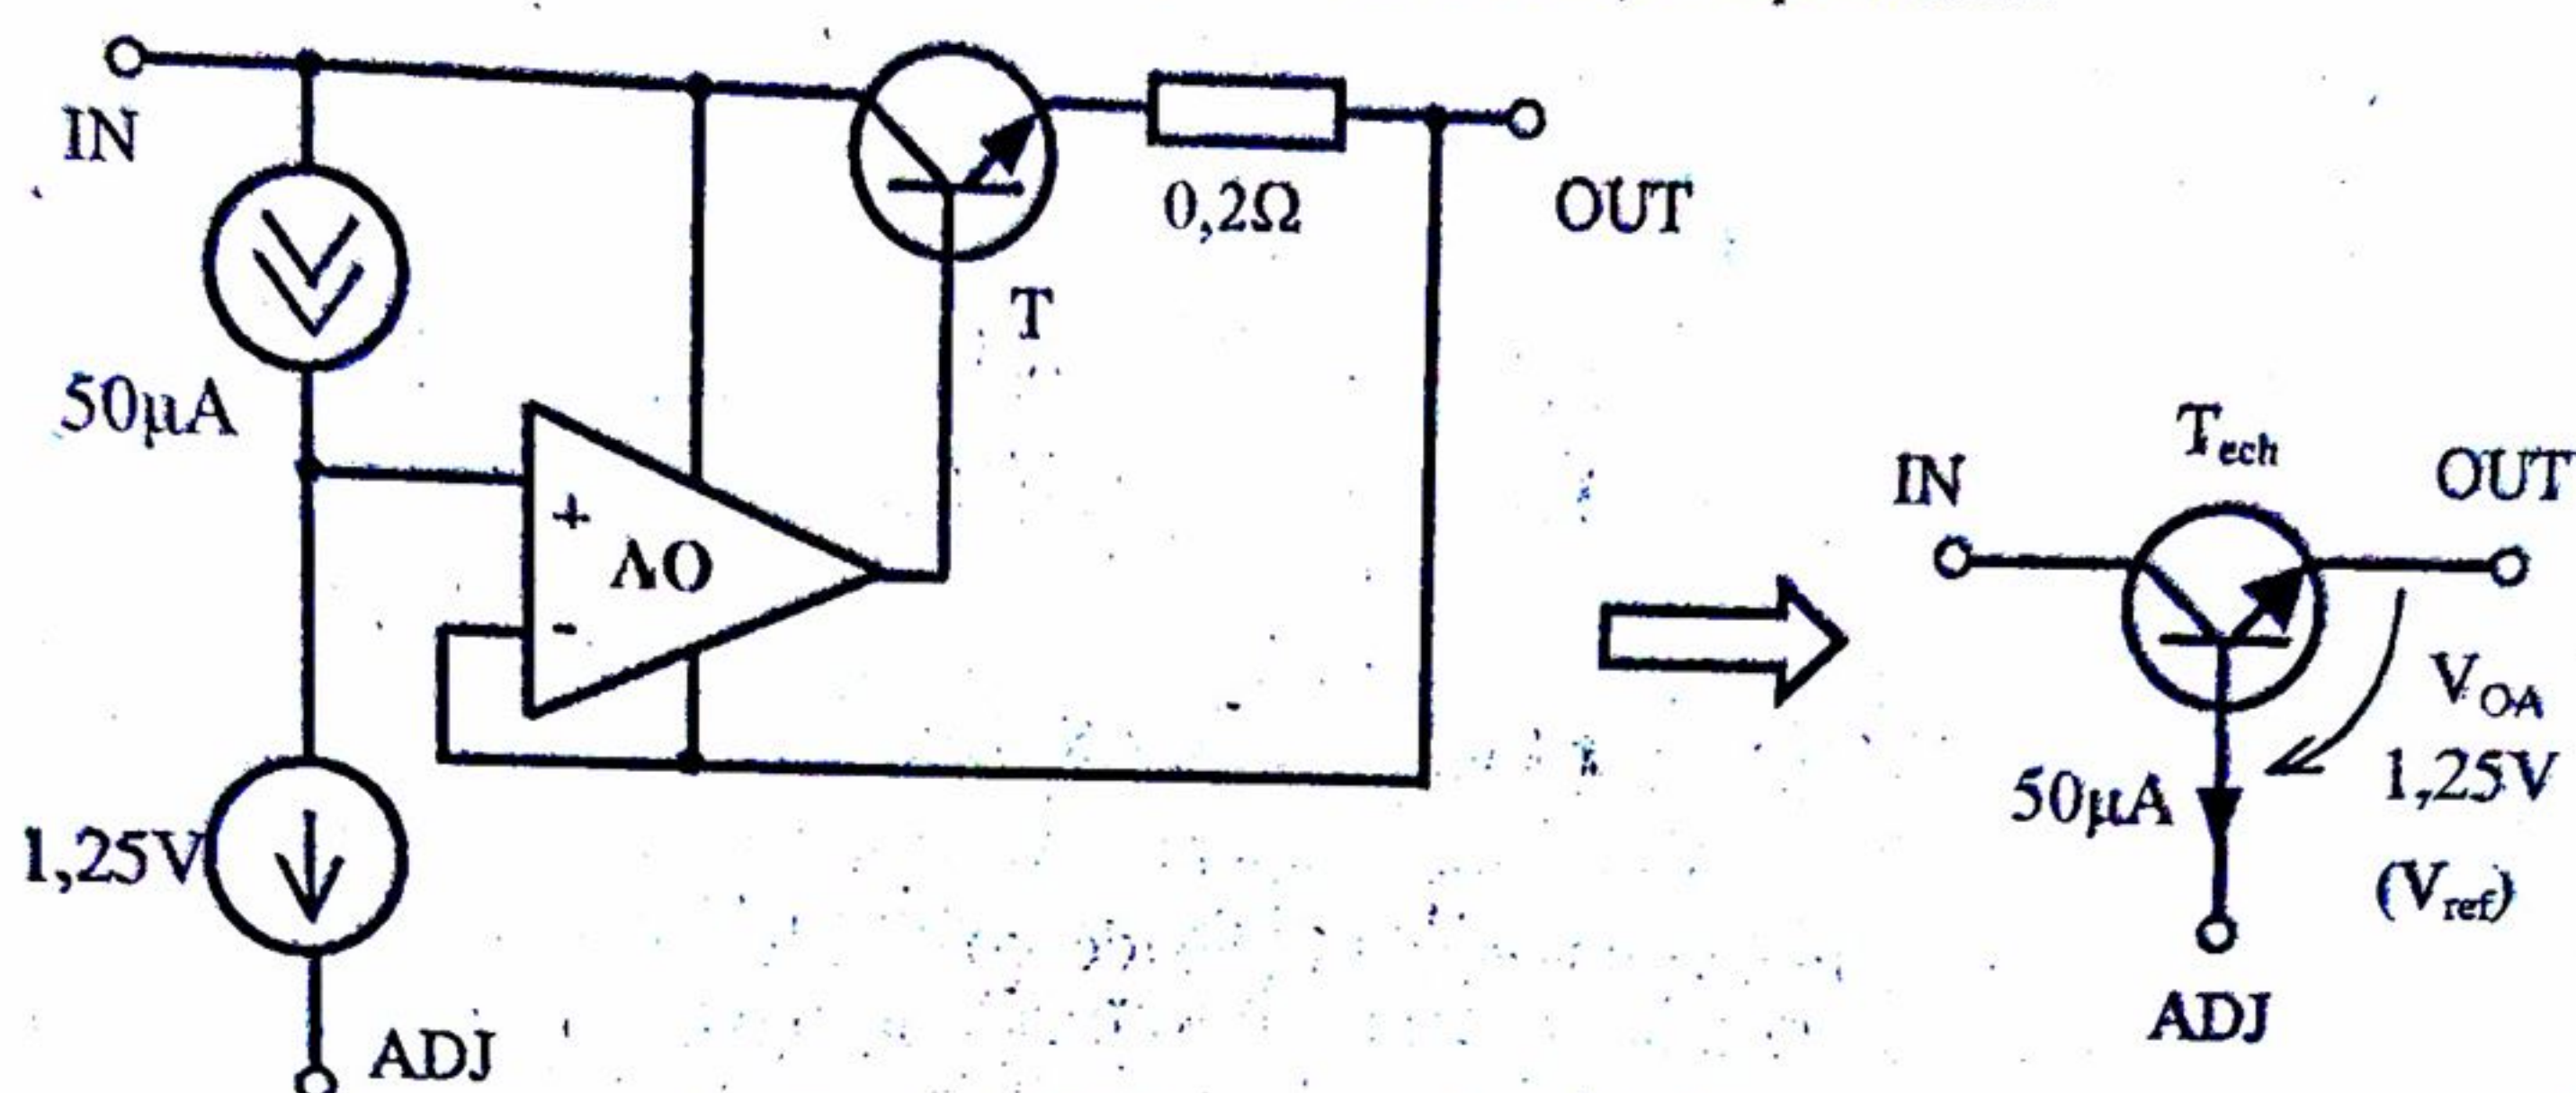 IN
50μA
+
AO
-
1,25V
ADJ
T
0,2Ω
OUT
IN
Tech
OUT
VOA
1,25V
(Vref)
50μA
ADJ